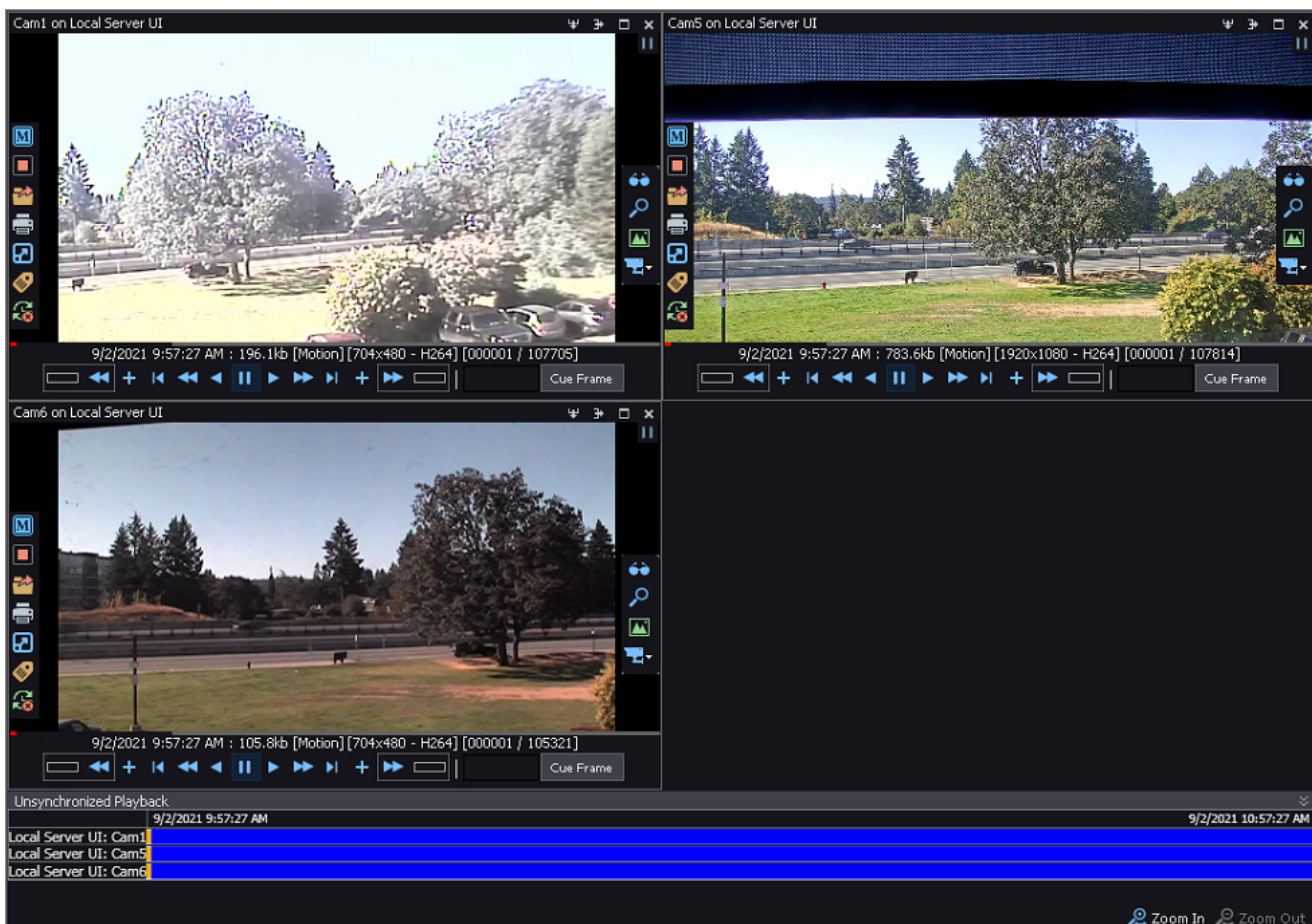 Cam1 on Local Server UI
M
9/2/2021 9:57:27 AM : 196.1kb [Motion] [704x480 - H264] [000001 / 107705]
Cue Frame
Cam5 on Local Server UI
M
9/2/2021 9:57:27 AM : 783.6kb [Motion] [1920x1080 - H264] [000001 / 107814]
Cue Frame
Cam6 on Local Server UI
M
9/2/2021 9:57:27 AM : 105.8kb [Motion] [704x480 - H264] [000001 / 105321]
Cue Frame
Unsynchronized Playback
9/2/2021 9:57:27 AM 9/2/2021 10:57:27 AM
Local Server UI: Cam1
Local Server UI: Cam5
Local Server UI: Cam6
Zoom In Zoom Out